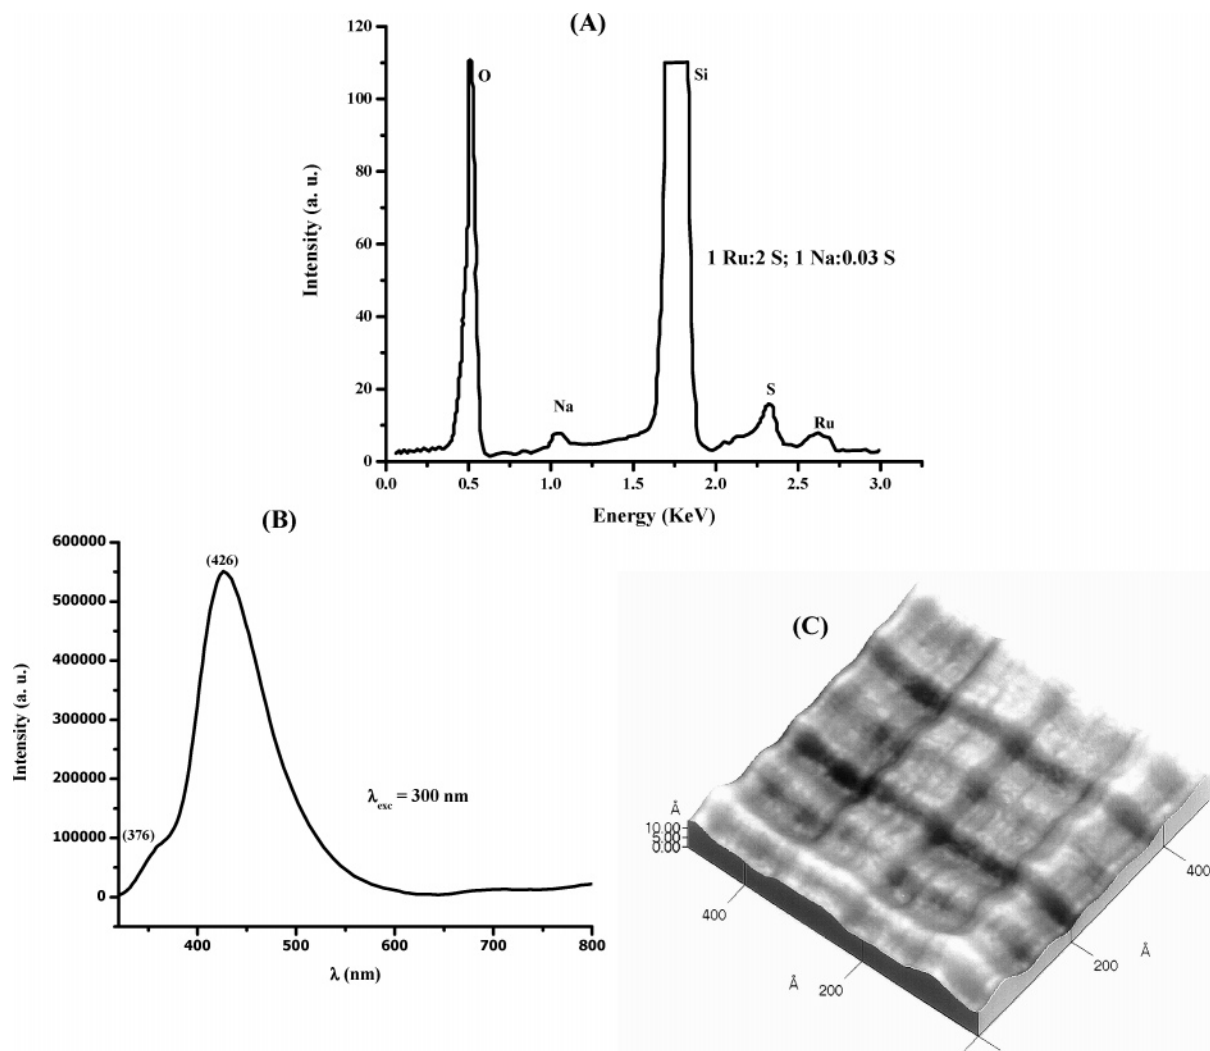 (A)
120
100
80
60
40
20
0
Intensity (a. u.)
O
Si
1 Ru:2 S; 1 Na:0.03 S
Na
S
Ru
0.0 0.5 1.0 1.5 2.0 2.5 3.0
Energy (KeV)
(B)
600000
500000
400000
300000
200000
100000
0
Intensity (a. u.)
(426)
(376)
λexc = 300 nm
400 500 600 700 800
λ (nm)
(C)
Å
10.00
5.00
0.00
400
200
Å
200
Å
400